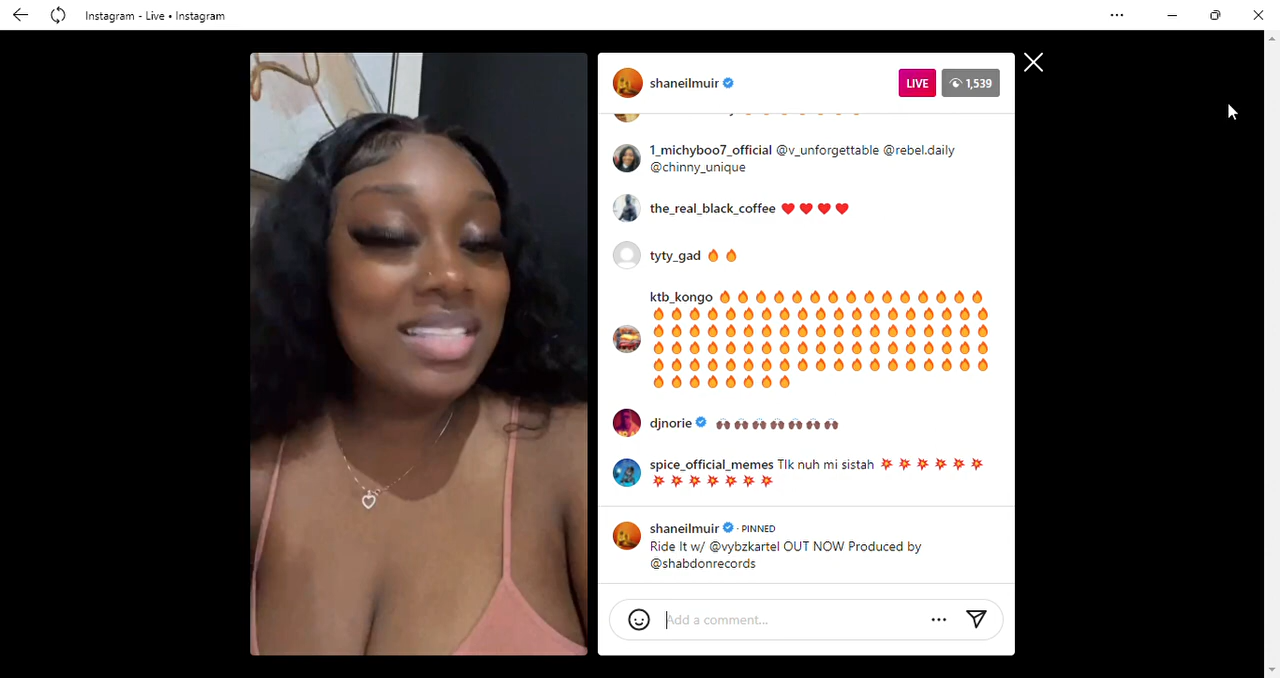 Instagram - Live • Instagram
shaneilmuir
LIVE
1,539
1_michyboo7_official @v_unforgettable @rebel.daily
@chinny_unique
the_real_black_coffee ❤️ ❤️ ❤️ ❤️
tyty_gad 🔥 🔥
ktb_kongo 🔥 🔥 🔥 🔥 🔥 🔥 🔥 🔥 🔥 🔥 🔥 🔥 🔥 🔥 🔥
🔥 🔥 🔥 🔥 🔥 🔥 🔥 🔥 🔥 🔥 🔥 🔥 🔥 🔥 🔥 🔥 🔥 🔥 🔥
🔥 🔥 🔥 🔥 🔥 🔥 🔥 🔥 🔥 🔥 🔥 🔥 🔥 🔥 🔥 🔥 🔥 🔥 🔥
🔥 🔥 🔥 🔥 🔥 🔥 🔥 🔥 🔥 🔥 🔥 🔥 🔥 🔥 🔥 🔥 🔥 🔥 🔥
🔥 🔥 🔥 🔥 🔥 🔥 🔥 🔥 🔥 🔥 🔥 🔥 🔥 🔥 🔥 🔥 🔥 🔥 🔥
🔥 🔥 🔥 🔥 🔥 🔥 🔥 🔥
djnorie 🙌🏿 🙌🏿 🙌🏿 🙌🏿 🙌🏿 🙌🏿 🙌🏿
spice_official_memes Tlk nuh mi sistah 💥 💥 💥 💥 💥 💥
💥 💥 💥 💥 💥 💥 💥
shaneilmuir · PINNED
Ride It w/ @vybzkartel OUT NOW Produced by
@shabdonrecords
Add a comment...